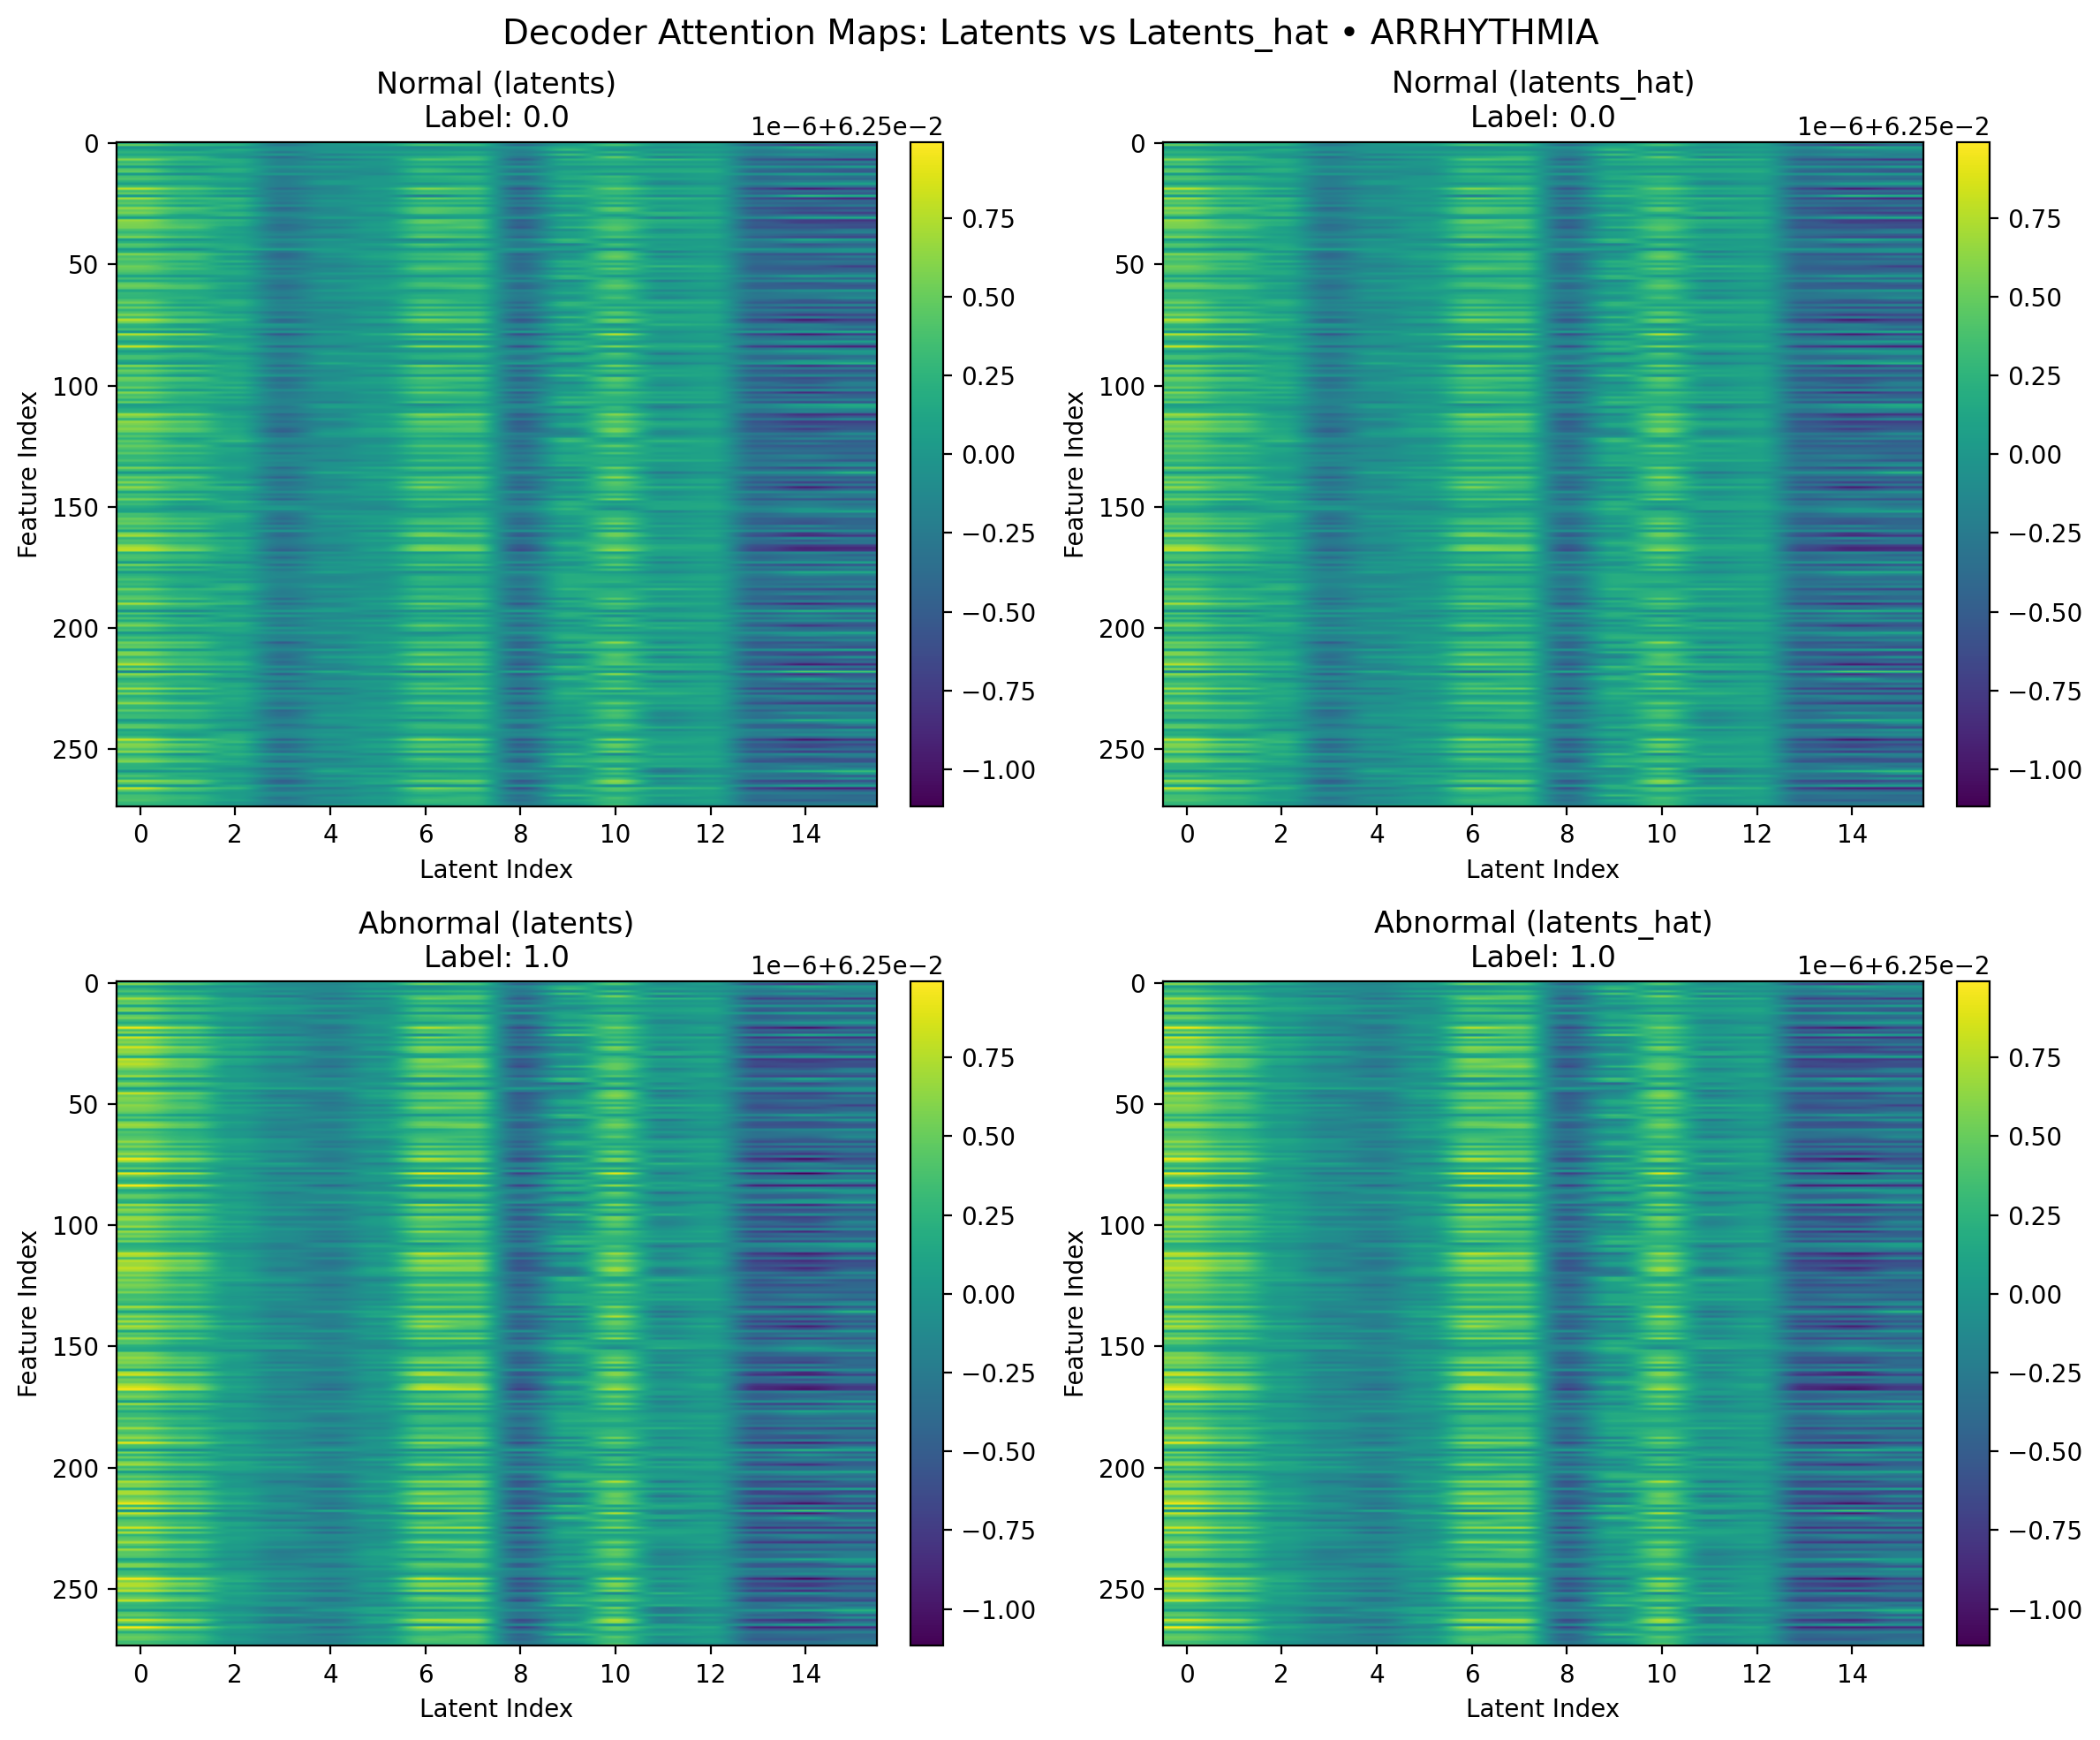 Decoder Attention Maps: Latents vs Latents_hat • ARRHYTHMIA
Normal (latents)
Label: 0.0
1e−6+6.25e−2
0
50
100
150
200
250
Feature Index
0 2 4 6 8 10 12 14
Latent Index
0.75
0.50
0.25
0.00
−0.25
−0.50
−0.75
−1.00
Normal (latents_hat)
Label: 0.0
1e−6+6.25e−2
0
50
100
150
200
250
Feature Index
0 2 4 6 8 10 12 14
Latent Index
0.75
0.50
0.25
0.00
−0.25
−0.50
−0.75
−1.00
Abnormal (latents)
Label: 1.0
1e−6+6.25e−2
0
50
100
150
200
250
Feature Index
0 2 4 6 8 10 12 14
Latent Index
0.75
0.50
0.25
0.00
−0.25
−0.50
−0.75
−1.00
Abnormal (latents_hat)
Label: 1.0
1e−6+6.25e−2
0
50
100
150
200
250
Feature Index
0 2 4 6 8 10 12 14
Latent Index
0.75
0.50
0.25
0.00
−0.25
−0.50
−0.75
−1.00